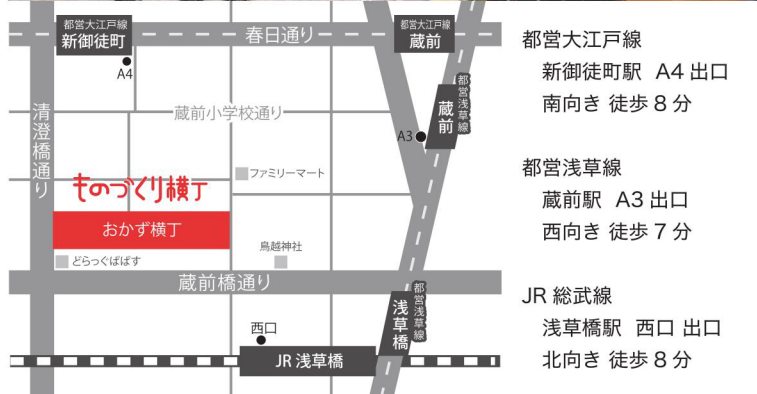 都営大江戸線
新御徒町
春日通り
都営大江戸線
蔵前
A4
清澄橋通り
蔵前小学校通り
A3
蔵前
都営浅草線
ものづくり横丁
ファミリーマート
おかず横丁
どらっぐぱぱす
鳥越神社
蔵前橋通り
浅草橋
都営浅草線
西口
JR 浅草橋
都営大江戸線
新御徒町駅 A4 出口
南向き 徒歩 8 分
都営浅草線
蔵前駅 A3 出口
西向き 徒歩 7 分
JR 総武線
浅草橋駅 西口 出口
北向き 徒歩 8 分